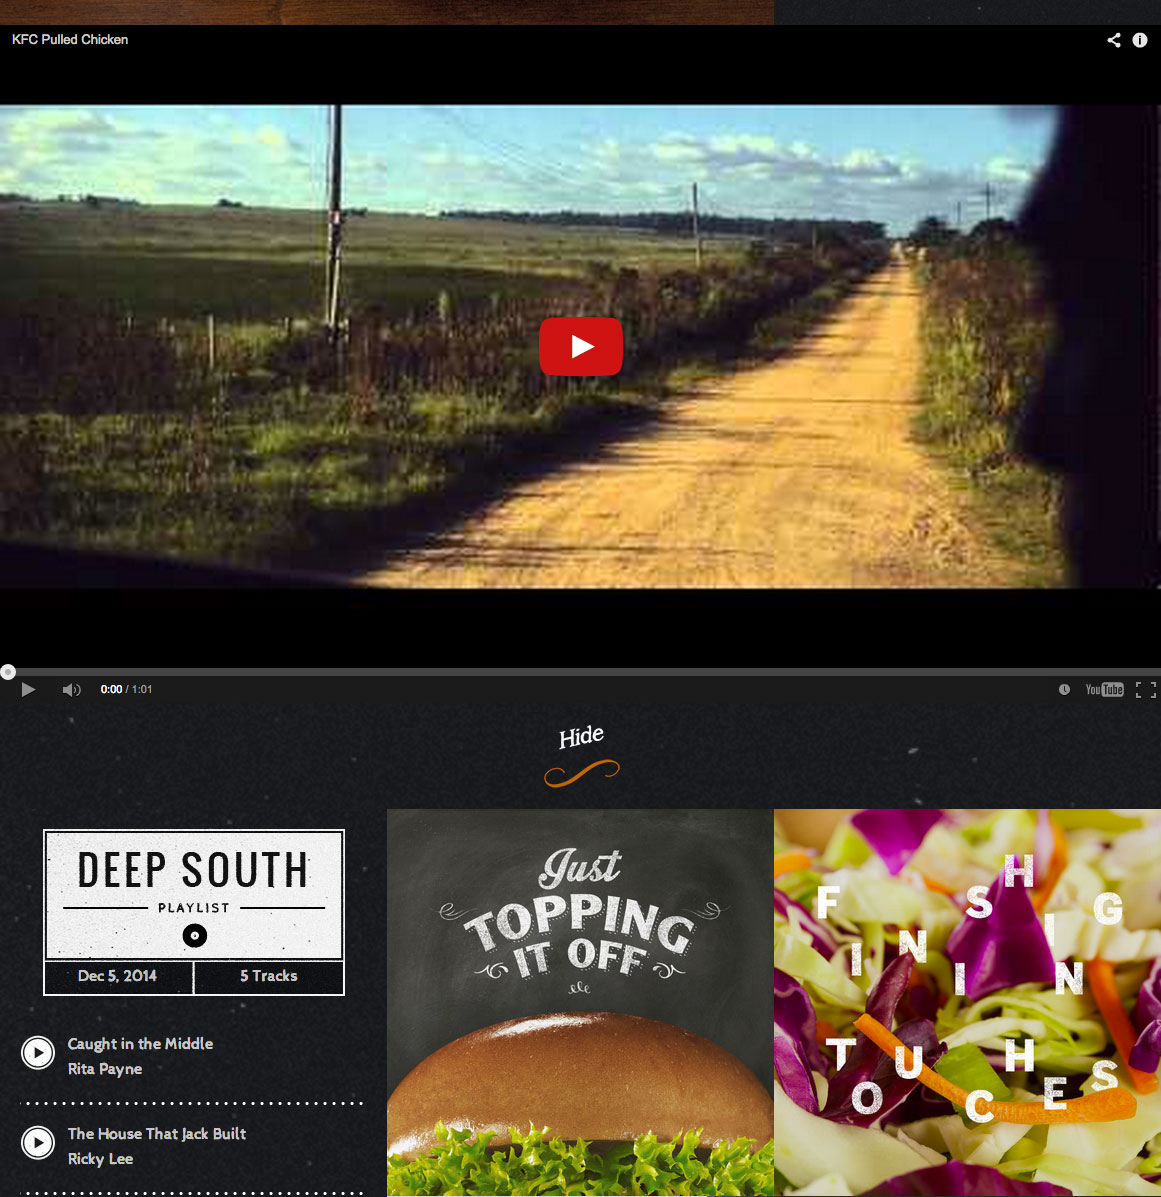 KFC Pulled Chicken
0:00 / 1:01
YouTube
Hide
DEEP SOUTH
PLAYLIST
Dec 5, 2014
5 Tracks
Caught in the Middle
Rita Payne
The House That Jack Built
Ricky Lee
Just
TOPPING
IT OFF
FINISHING
TOUCHES